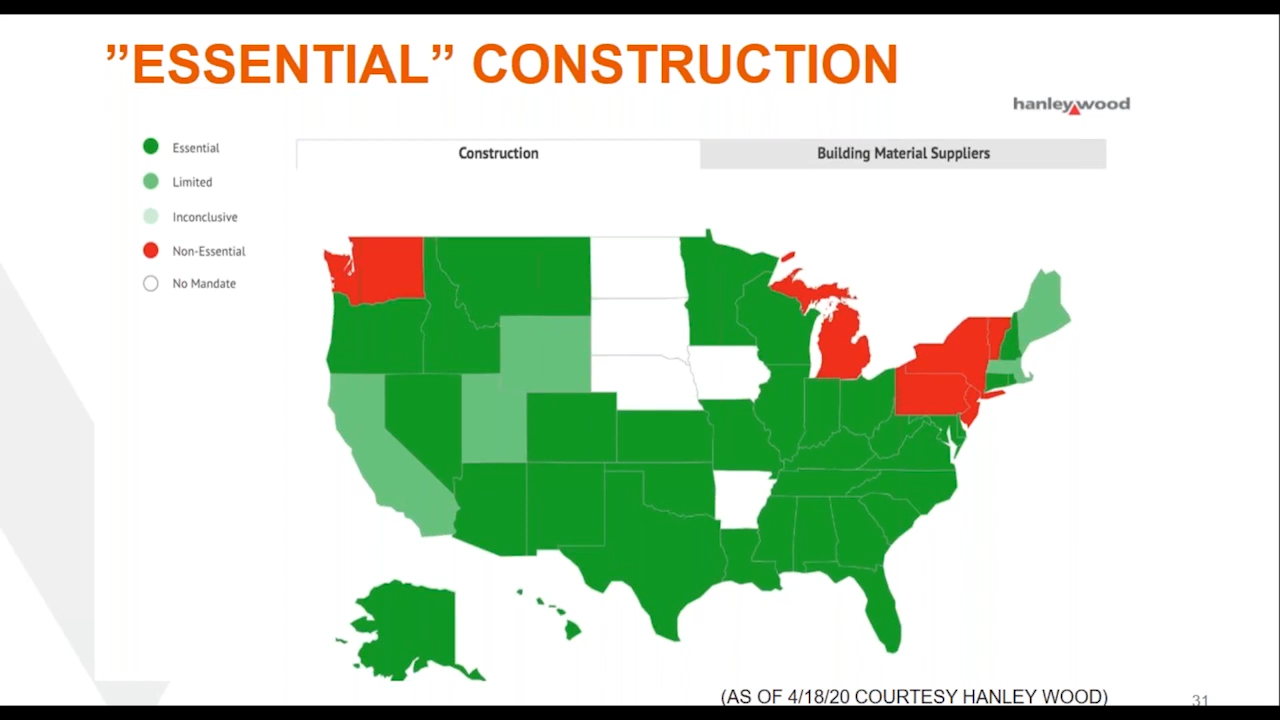 ”ESSENTIAL” CONSTRUCTION
hanleywood
Essential
Limited
Inconclusive
Non-Essential
No Mandate
Construction
Building Material Suppliers
(AS OF 4/18/20 COURTESY HANLEY WOOD)
31